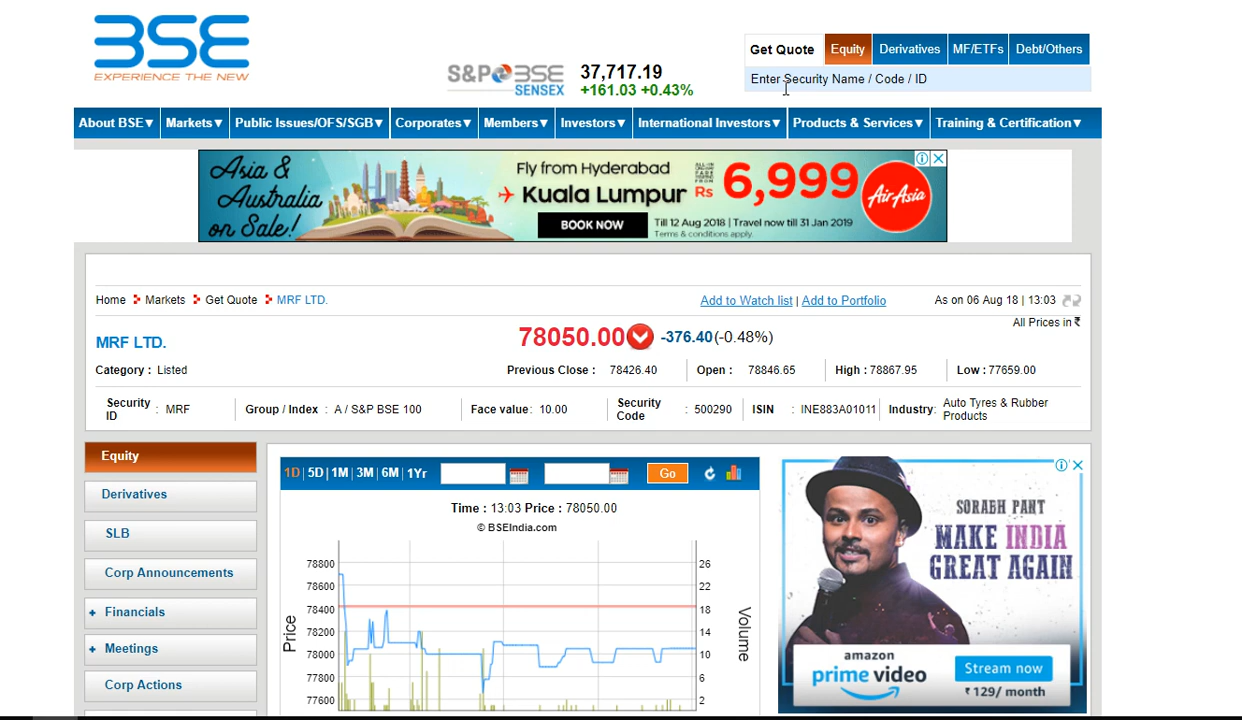 BSE
EXPERIENCE THE NEW
S&P BSE SENSEX
37,717.19
+161.03 +0.43%
Get Quote Equity Derivatives MF/ETFs Debt/Others
Enter Security Name / Code / ID
About BSE▾ Markets▾ Public Issues/OFS/SGB▾ Corporates▾ Members▾ Investors▾ International Investors▾ Products & Services▾ Training & Certification▾
Asia &
Australia
on Sale!
Fly from Hyderabad
Kuala Lumpur
BOOK NOW
Rs 6,999
Till 12 Aug 2018 | Travel now till 31 Jan 2019
Terms & conditions apply.
AirAsia
Home Markets Get Quote MRF LTD.
Add to Watch list | Add to Portfolio
As on 06 Aug 18 | 13:03
All Prices in ₹
MRF LTD.
78050.00 -376.40(-0.48%)
Category : Listed
Previous Close : 78426.40 Open : 78846.65 High : 78867.95 Low : 77659.00
Security ID : MRF Group / Index : A / S&P BSE 100 Face value : 10.00 Security Code : 500290 ISIN : INE883A01011 Industry: Auto Tyres & Rubber Products
Equity
Derivatives
SLB
Corp Announcements
+ Financials
+ Meetings
Corp Actions
1D| 5D| 1M| 3M| 6M| 1Yr Go
Time : 13:03 Price : 78050.00
© BSEIndia.com
Price
78800
78600
78400
78200
78000
77800
77600
26
22
18
14
10
6
2
Volume
SORABH PANT
MAKE INDIA
GREAT AGAIN
amazon
prime video
Stream now
₹ 129/ month